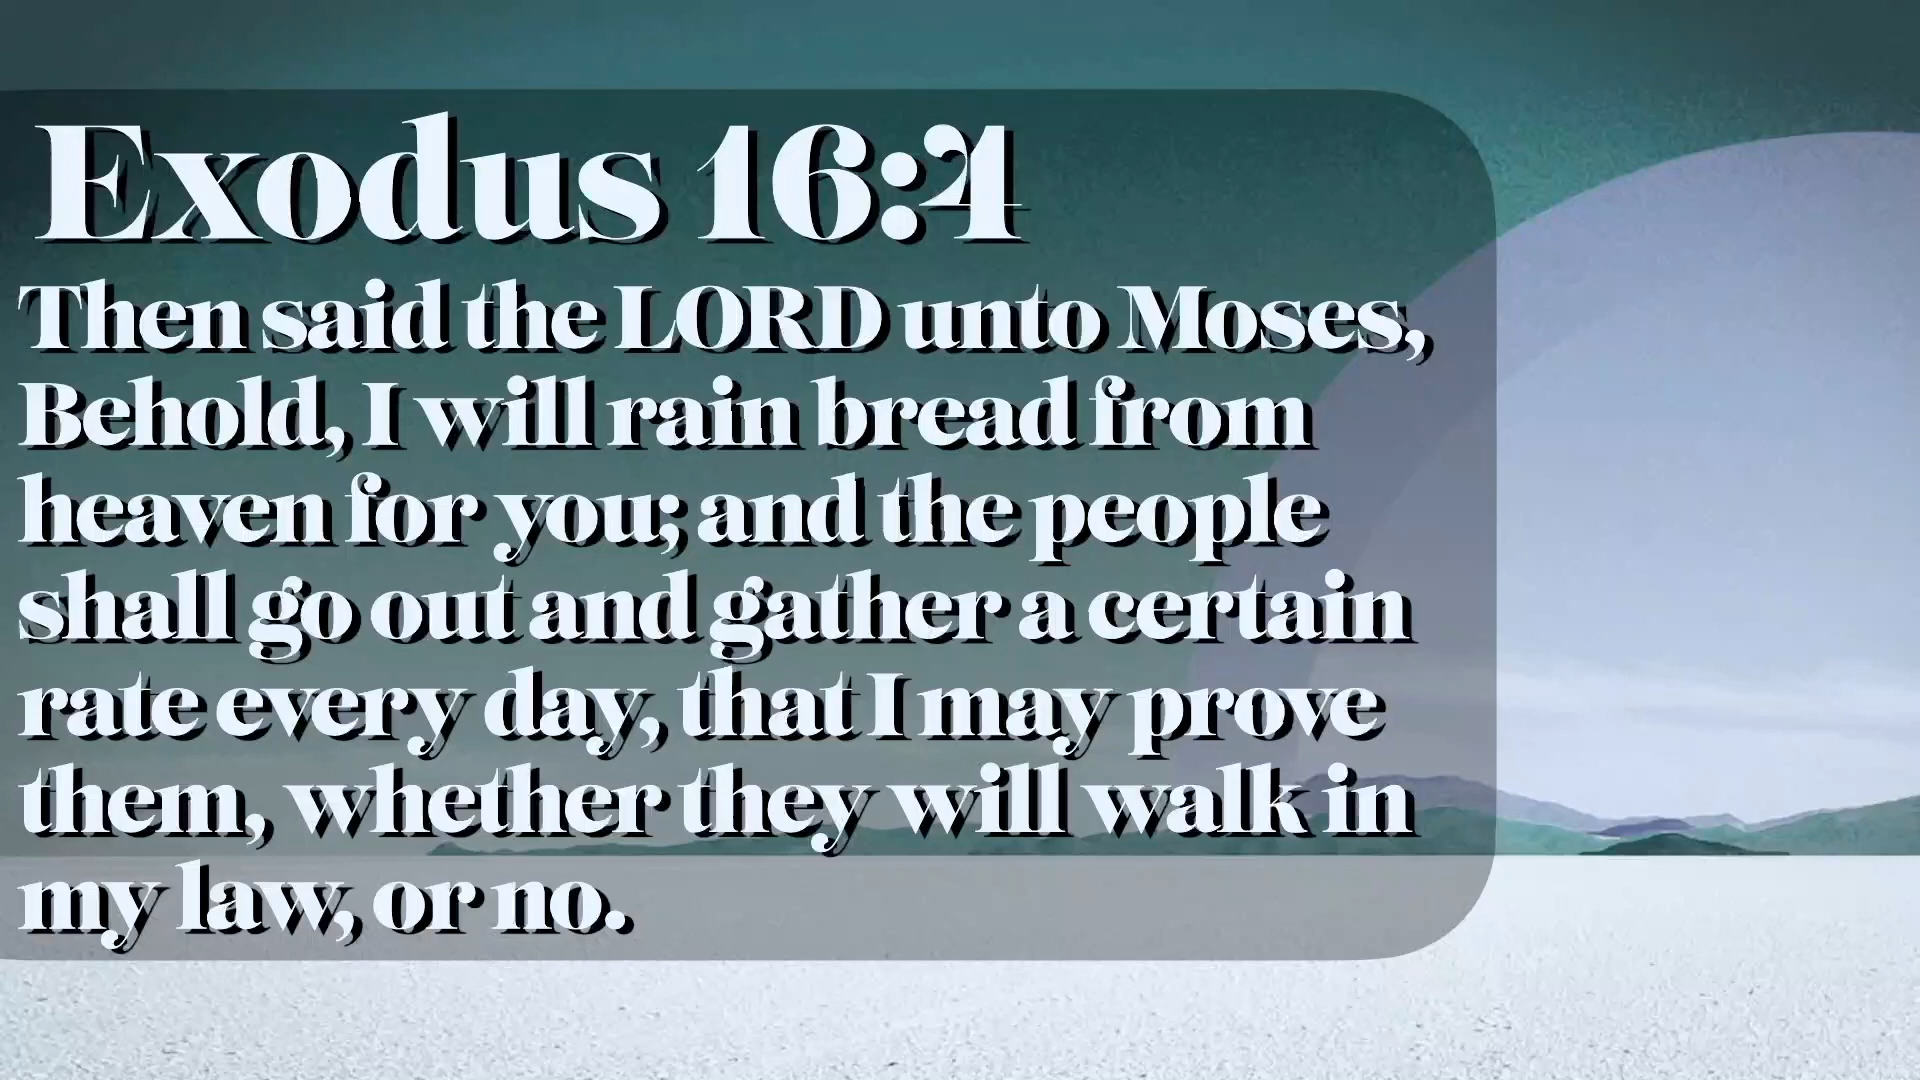 Exodus 16:4
Then said the LORD unto Moses,
Behold, I will rain bread from
heaven for you; and the people
shall go out and gather a certain
rate every day, that I may prove
them, whether they will walk in
my law, or no.